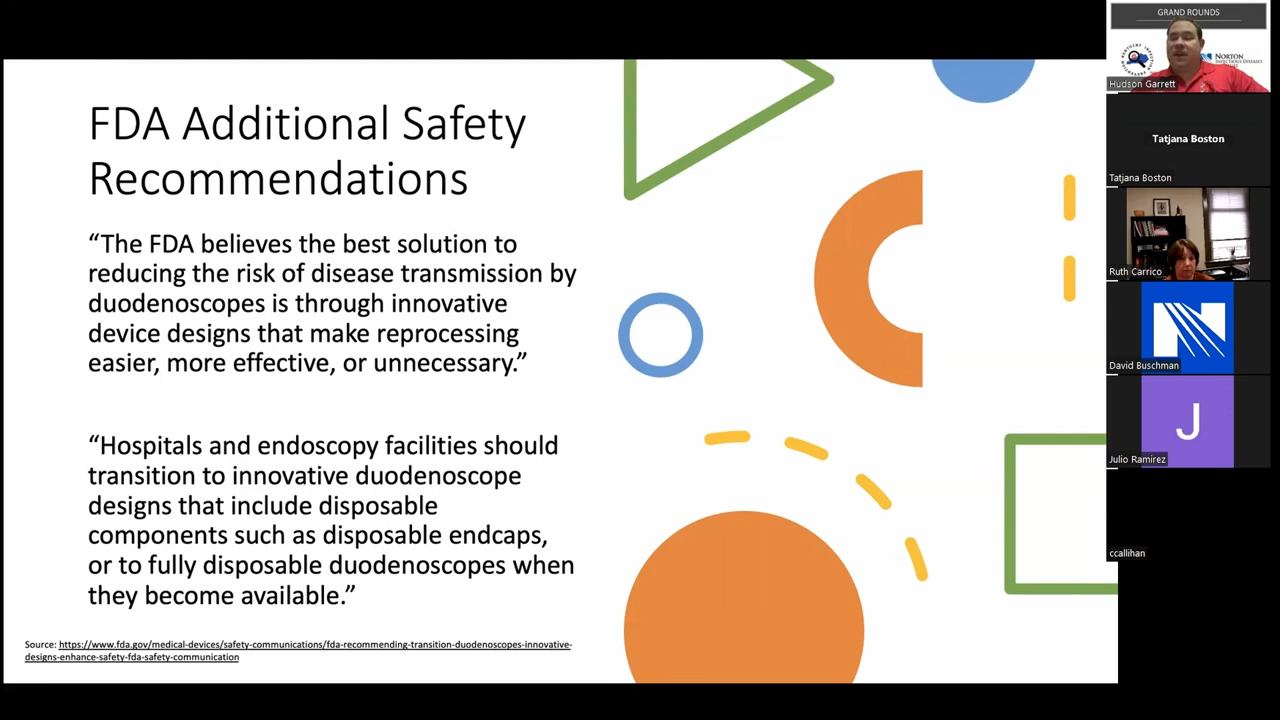 FDA Additional Safety
Recommendations
“The FDA believes the best solution to
reducing the risk of disease transmission by
duodenoscopes is through innovative
device designs that make reprocessing
easier, more effective, or unnecessary.”
“Hospitals and endoscopy facilities should
transition to innovative duodenoscope
designs that include disposable
components such as disposable endcaps,
or to fully disposable duodenoscopes when
they become available.”
Source: https://www.fda.gov/medical-devices/safety-communications/fda-recommending-transition-duodenoscopes-innovative-
designs-enhance-safety-fda-safety-communication
GRAND ROUNDS
NORTON
Hudson Garrett
Tatjana Boston
Tatjana Boston
Ruth Carrico
David Buschman
J
Julio Ramirez
ccallihan